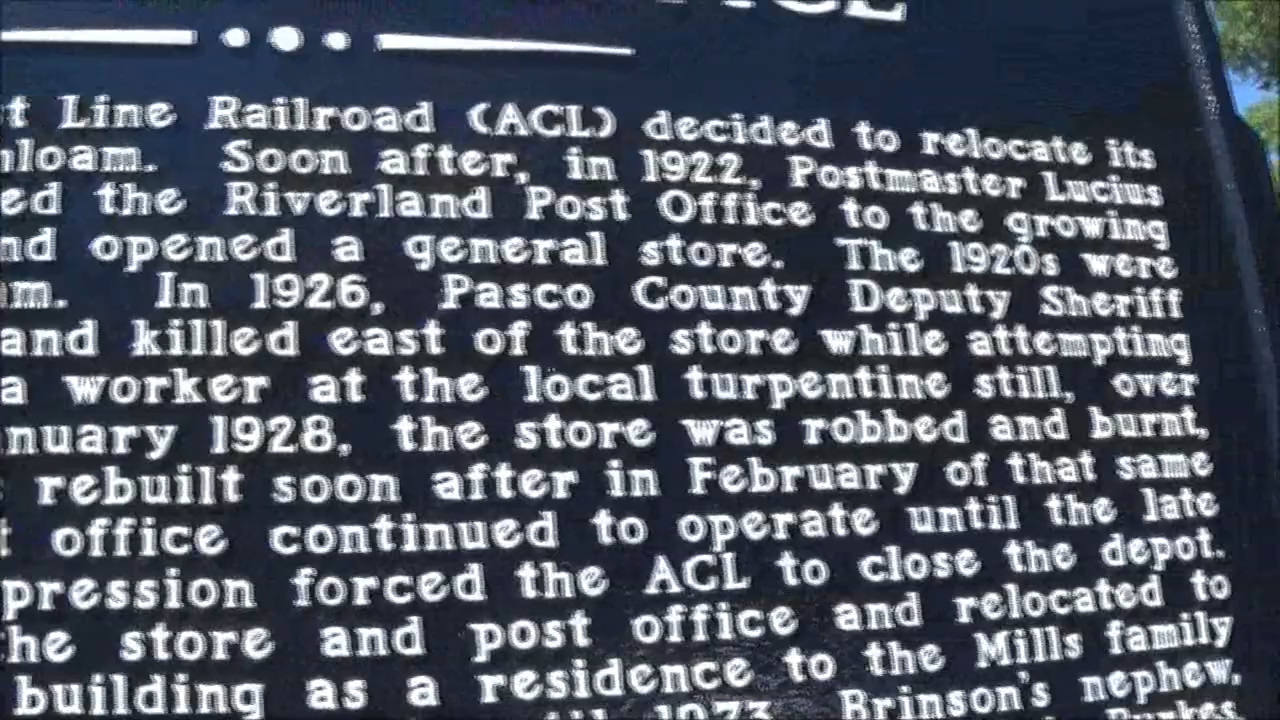 t Line Railroad (ACL) decided to relocate its
nloam. Soon after, in 1922, Postmaster Lucius
ed the Riverland Post Office to the growing
nd opened a general store. The 1920s were
m. In 1926, Pasco County Deputy Sheriff
and killed east of the store while attempting
a worker at the local turpentine still, over
nuary 1928, the store was robbed and burnt,
rebuilt soon after in February of that same
t office continued to operate until the late
pression forced the ACL to close the depot.
he store and post office and relocated to
building as a residence to the Mills family
1973. Brinson's nephew,